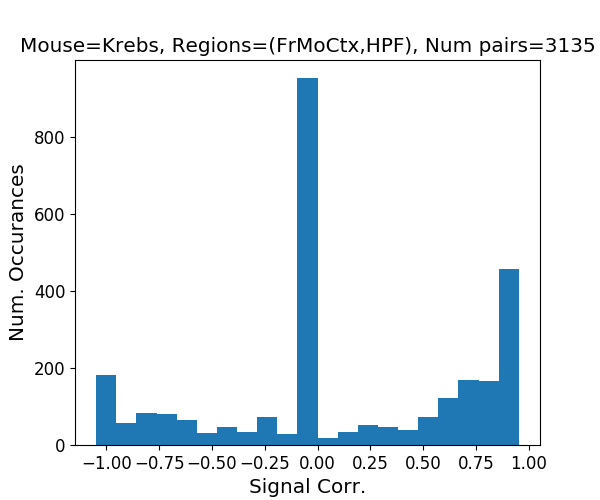 Mouse=Krebs, Regions=(FrMoCtx,HPF), Num pairs=3135
Num. Occurances
800
600
400
200
0
−1.00 −0.75 −0.50 −0.25 0.00 0.25 0.50 0.75 1.00
Signal Corr.